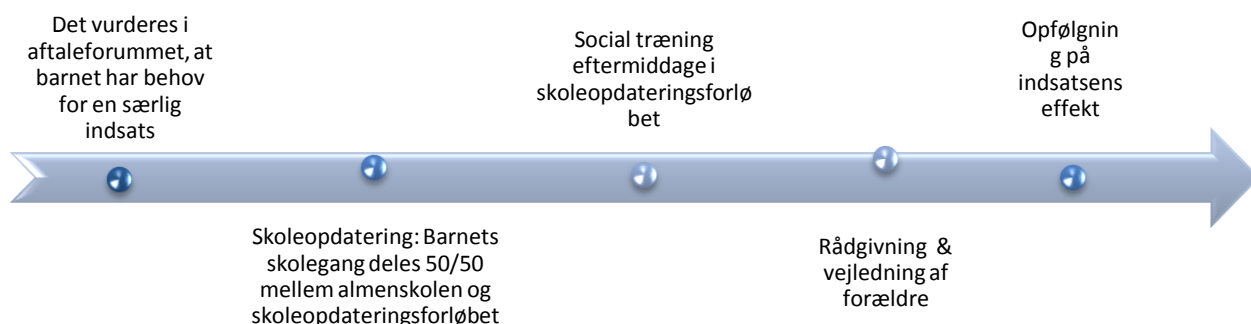 Det vurderes i
aftaleforummet, at
barnet har behov
for en særlig
indsats
Skoleopdatering: Barnets
skolegang deles 50/50
mellem almenskolen og
skoleopdateringsforløbet
Social træning
eftermiddage i
skoleopdateringsforlø
bet
Rådgivning & 
vejledning af
forældre
Opfølgnin
g på
indsatsens
effekt